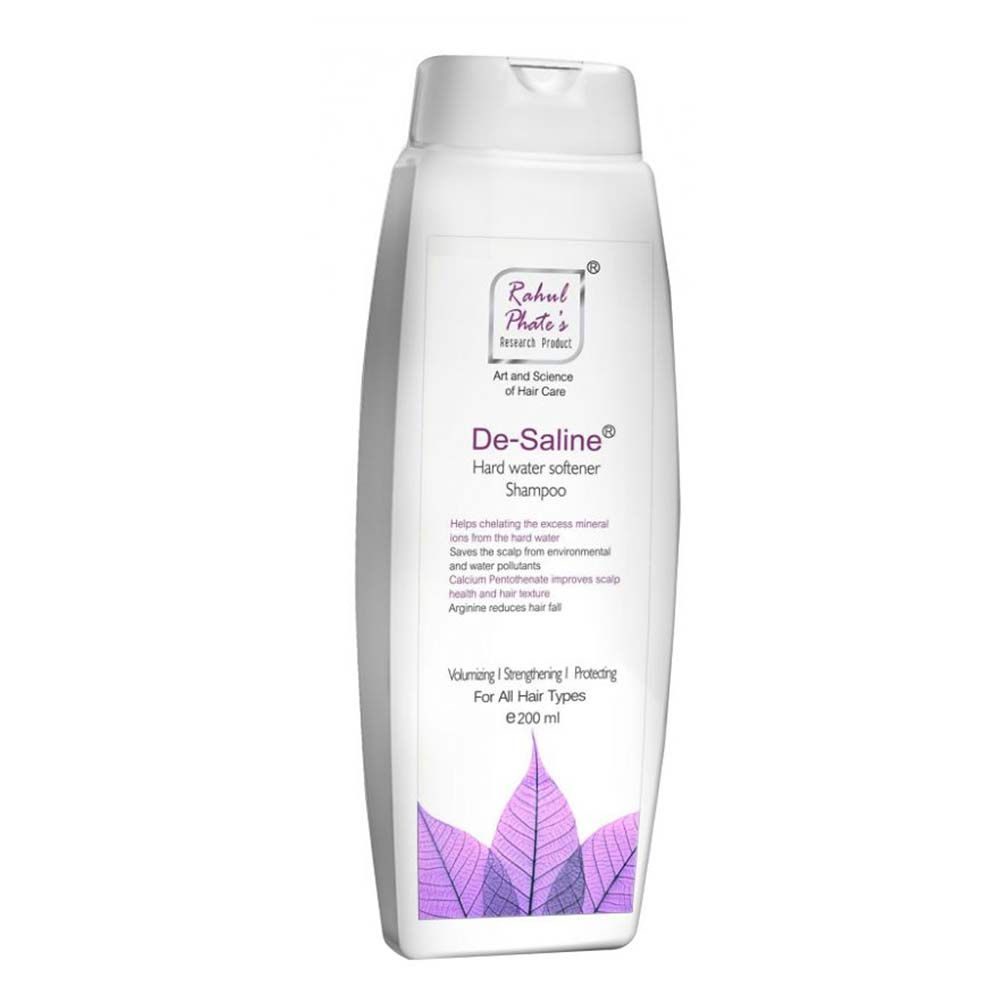 ®
Rahul
Phate's
Research Product
Art and Science
of Hair Care
De-Saline®
Hard water softener
Shampoo
Helps chelating the excess mineral
ions from the hard water
Saves the scalp from environmental
and water pollutants
Calcium Pentothenate improves scalp
health and hair texture
Arginine reduces hair fall
Volumizing I Strengthening I Protecting
For All Hair Types
℮200 ml